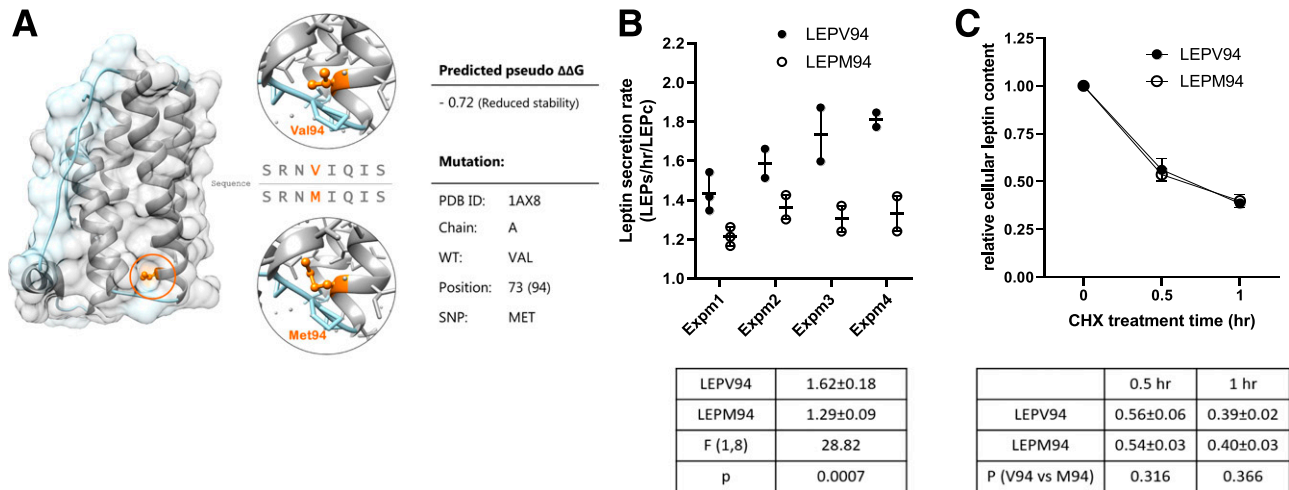 A
Val94
Sequence
S R N V I Q I S
S R N M I Q I S
Met94
Predicted pseudo ΔΔG
- 0.72 (Reduced stability)
Mutation:
PDB ID: 1AX8
Chain: A
WT: VAL
Position: 73 (94)
SNP: MET
B
LEPV94
LEPM94
Leptin secretion rate
(LEPs/hr/LEPc)
2.2
2.0
1.8
1.6
1.4
1.2
1.0
Expm1 Expm2 Expm3 Expm4
LEPV94 1.62±0.18
LEPM94 1.29±0.09
F (1,8) 28.82
p 0.0007
C
LEPV94
LEPM94
relative cellular leptin content
1.25
1.00
0.75
0.50
0.25
0.00
0 0.5 1
CHX treatment time (hr)
0.5 hr 1 hr
LEPV94 0.56±0.06 0.39±0.02
LEPM94 0.54±0.03 0.40±0.03
P (V94 vs M94) 0.316 0.366